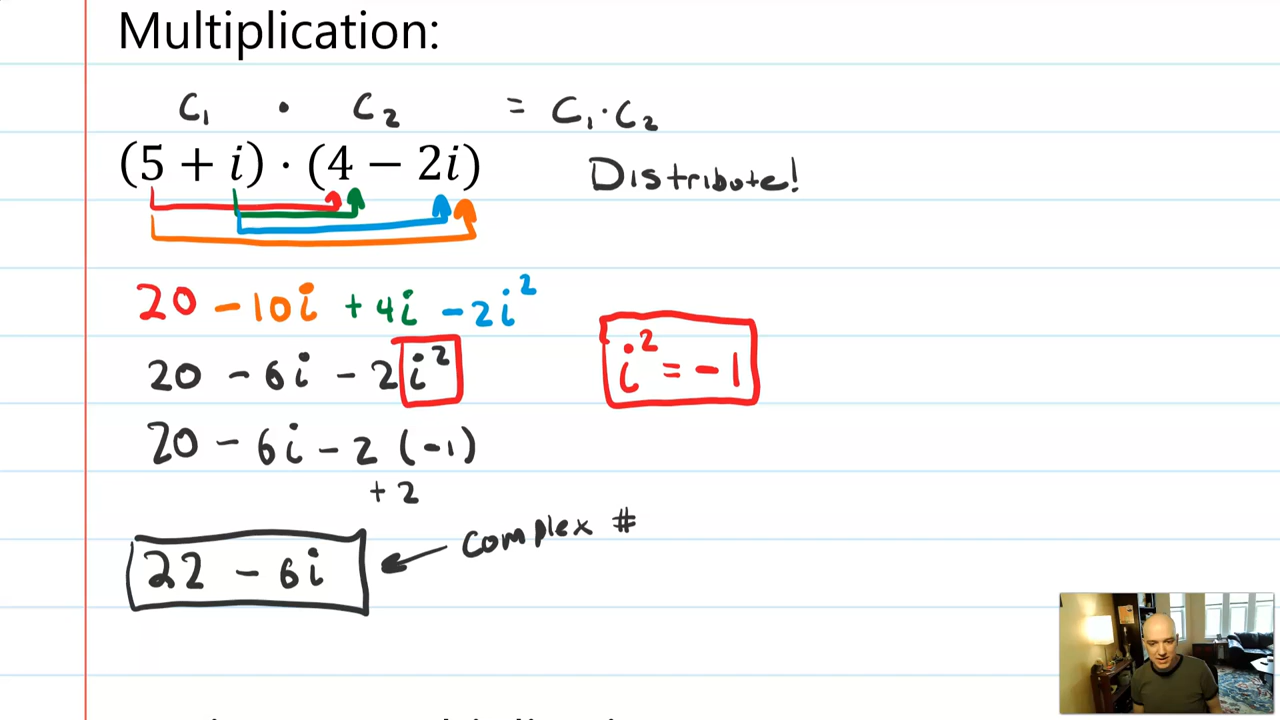 Multiplication:
C₁ · C₂ = C₁·C₂
(5 + i) · (4 − 2i) Distribute!
20 − 10i + 4i − 2i²
20 − 6i − 2i² i² = −1
20 − 6i − 2 (−1)
+ 2
22 − 6i ← complex #